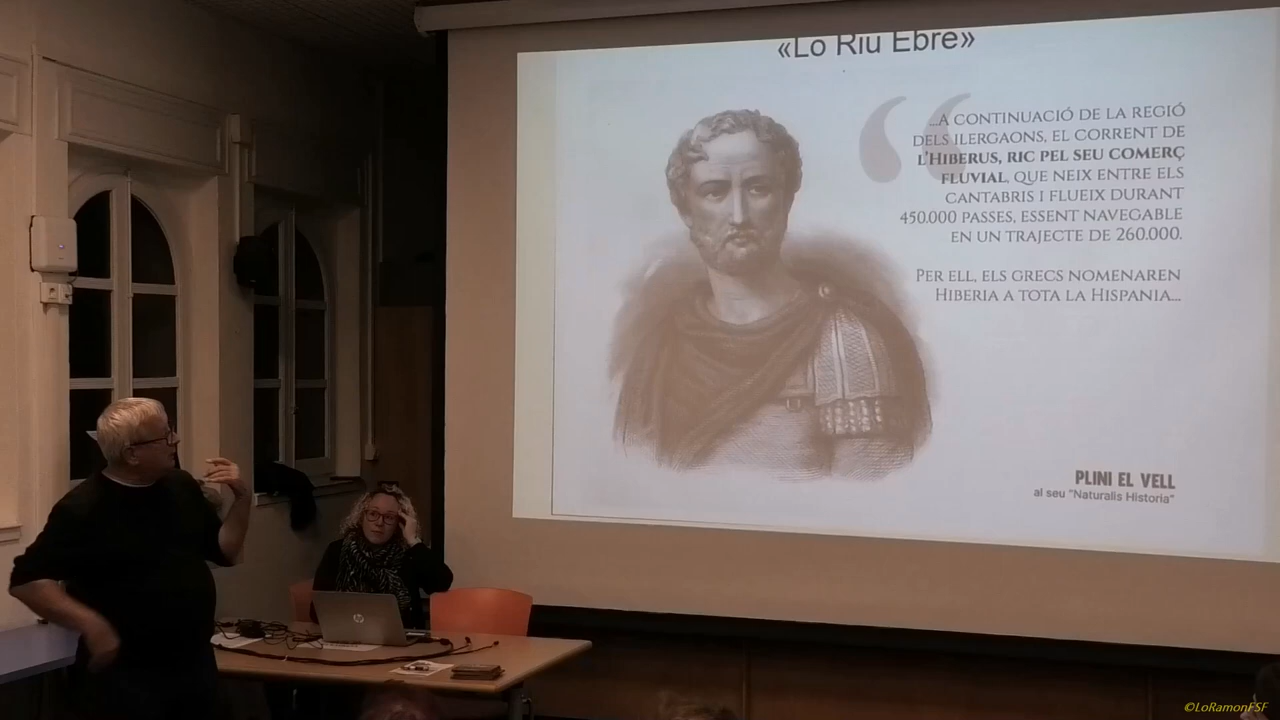 «Lo Riu Ebre»
“
...A CONTINUACIÓ DE LA REGIÓ
DELS ILERGAONS, EL CORRENT DE
L'HIBERUS, RIC PEL SEU COMERÇ
FLUVIAL, QUE NEIX ENTRE ELS
CANTABRIS I FLUEIX DURANT
450.000 PASSES, ESSENT NAVEGABLE
EN UN TRAJECTE DE 260.000.
PER ELL, ELS GRECS NOMENAREN
HIBERIA A TOTA LA HISPANIA...
PLINI EL VELL
al seu "Naturalis Historia"
hp
©LoRamonFSF